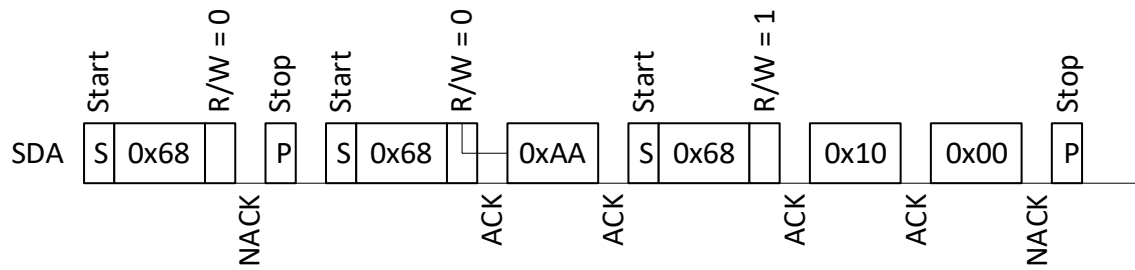 Start R/W = 0 Stop Start R/W = 0 Start R/W = 1 Stop
SDA S 0x68 P S 0x68 0xAA S 0x68 0x10 0x00 P
NACK ACK ACK ACK ACK NACK